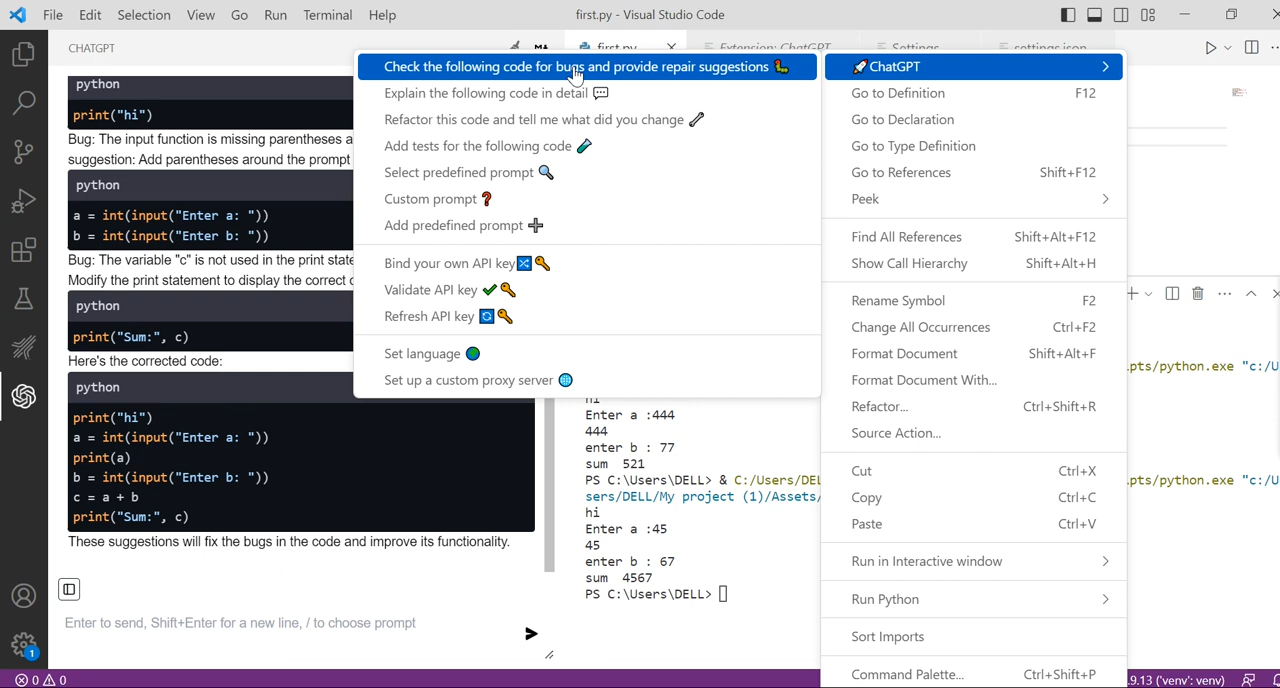 File Edit Selection View Go Run Terminal Help
first.py - Visual Studio Code
CHATGPT
first.py
Extension: ChatGPT
Settings
settings.json
python
print("hi")
Bug: The input function is missing parentheses a
suggestion: Add parentheses around the prompt
python
a = int(input("Enter a: "))
b = int(input("Enter b: "))
Bug: The variable "c" is not used in the print state
Modify the print statement to display the correct
python
print("Sum:", c)
Here's the corrected code:
python
print("hi")
a = int(input("Enter a: "))
print(a)
b = int(input("Enter b: "))
c = a + b
print("Sum:", c)
These suggestions will fix the bugs in the code and improve its functionality.
Enter to send, Shift+Enter for a new line, / to choose prompt
Check the following code for bugs and provide repair suggestions
Explain the following code in detail
Refactor this code and tell me what did you change
Add tests for the following code
Select predefined prompt
Custom prompt
Add predefined prompt
Bind your own API key
Validate API key
Refresh API key
Set language
Set up a custom proxy server
ChatGPT
Go to Definition F12
Go to Declaration
Go to Type Definition
Go to References Shift+F12
Peek
Find All References Shift+Alt+F12
Show Call Hierarchy Shift+Alt+H
Rename Symbol F2
Change All Occurrences Ctrl+F2
Format Document Shift+Alt+F
Format Document With...
Refactor... Ctrl+Shift+R
Source Action...
Cut Ctrl+X
Copy Ctrl+C
Paste Ctrl+V
Run in Interactive window
Run Python
Sort Imports
Command Palette... Ctrl+Shift+P
pts/python.exe "c:/U
hi
Enter a :444
444
enter b : 77
sum 521
PS C:\Users\DELL> & C:/Users/DEL
pts/python.exe "c:/U
sers/DELL/My project (1)/Assets/
hi
Enter a :45
45
enter b : 67
sum 4567
PS C:\Users\DELL>
1
0 0
.9.13 ('venv': venv)